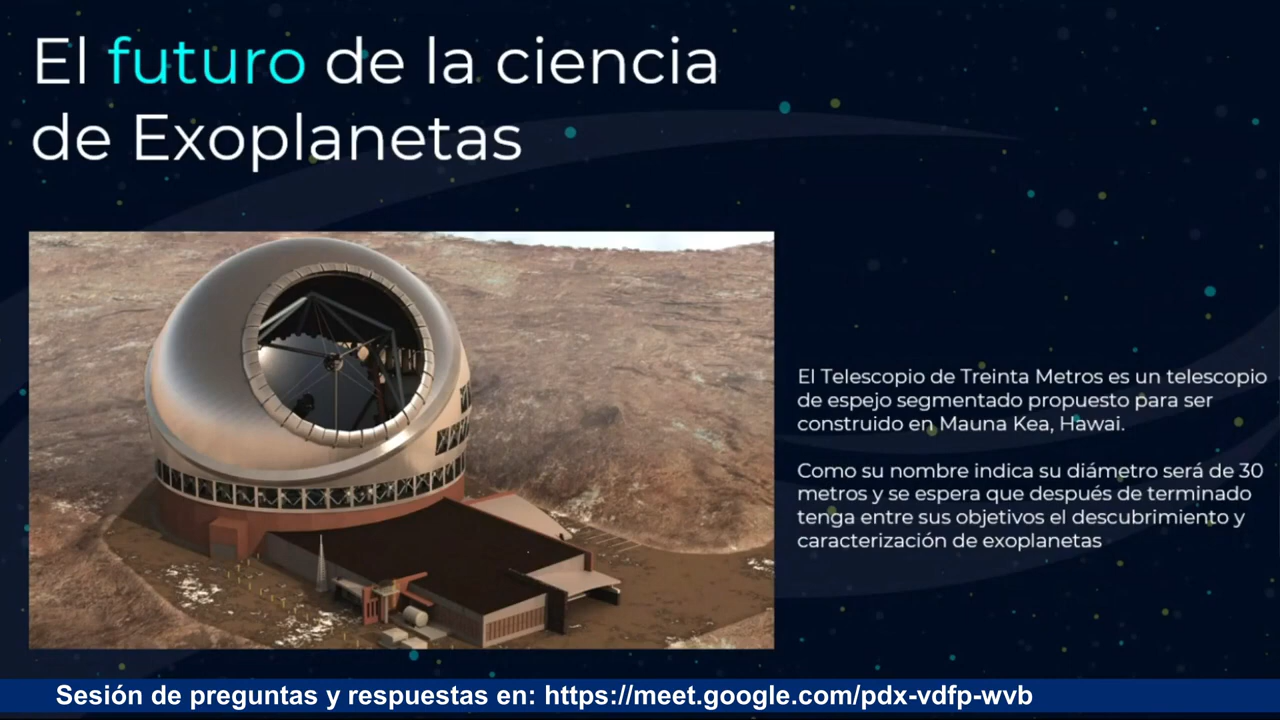 El futuro de la ciencia
de Exoplanetas
El Telescopio de Treinta Metros es un telescopio
de espejo segmentado propuesto para ser
construido en Mauna Kea, Hawai.
Como su nombre indica su diámetro será de 30
metros y se espera que después de terminado
tenga entre sus objetivos el descubrimiento y
caracterización de exoplanetas
Sesión de preguntas y respuestas en: https://meet.google.com/pdx-vdfp-wvb